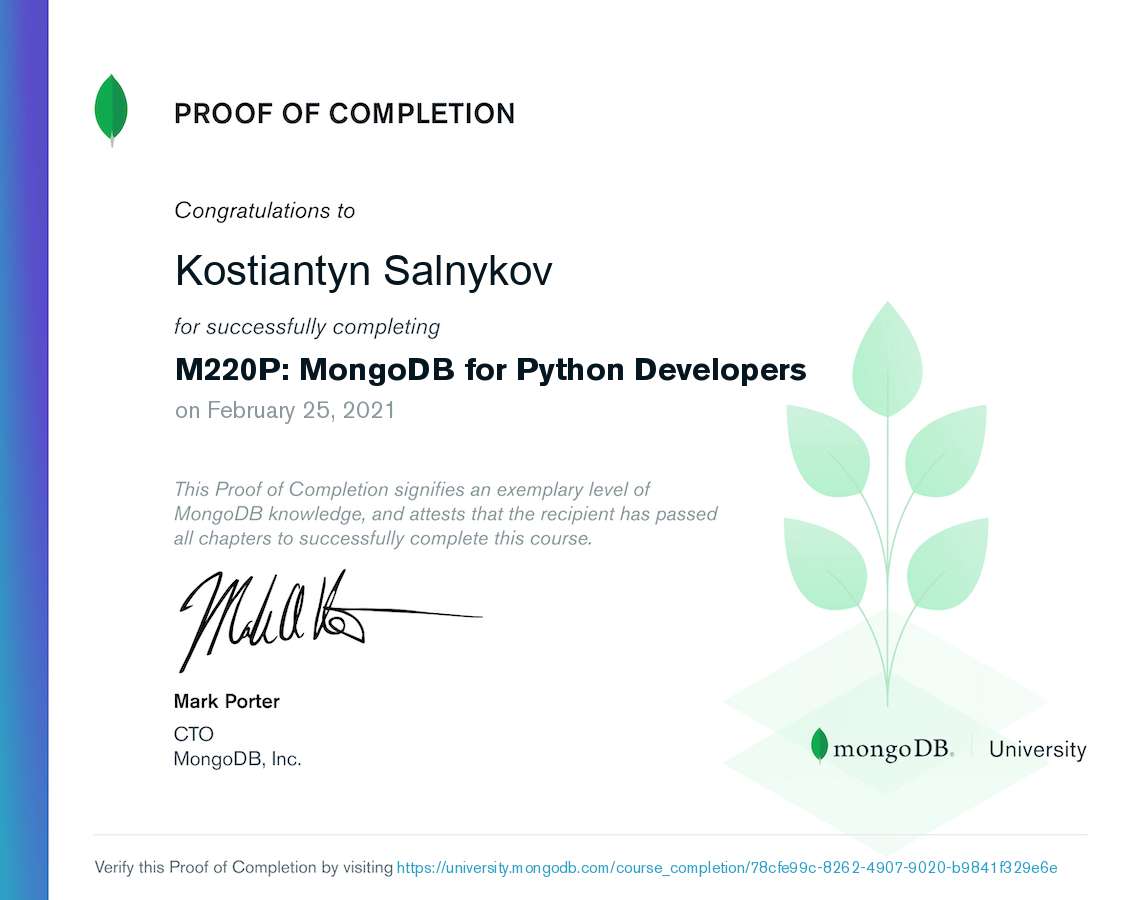 PROOF OF COMPLETION
Congratulations to
Kostiantyn Salnykov
for successfully completing
M220P: MongoDB for Python Developers
on February 25, 2021
This Proof of Completion signifies an exemplary level of
MongoDB knowledge, and attests that the recipient has passed
all chapters to successfully complete this course.
Mark Porter
CTO
MongoDB, Inc.
mongoDB® University
Verify this Proof of Completion by visiting https://university.mongodb.com/course_completion/78cfe99c-8262-4907-9020-b9841f329e6e